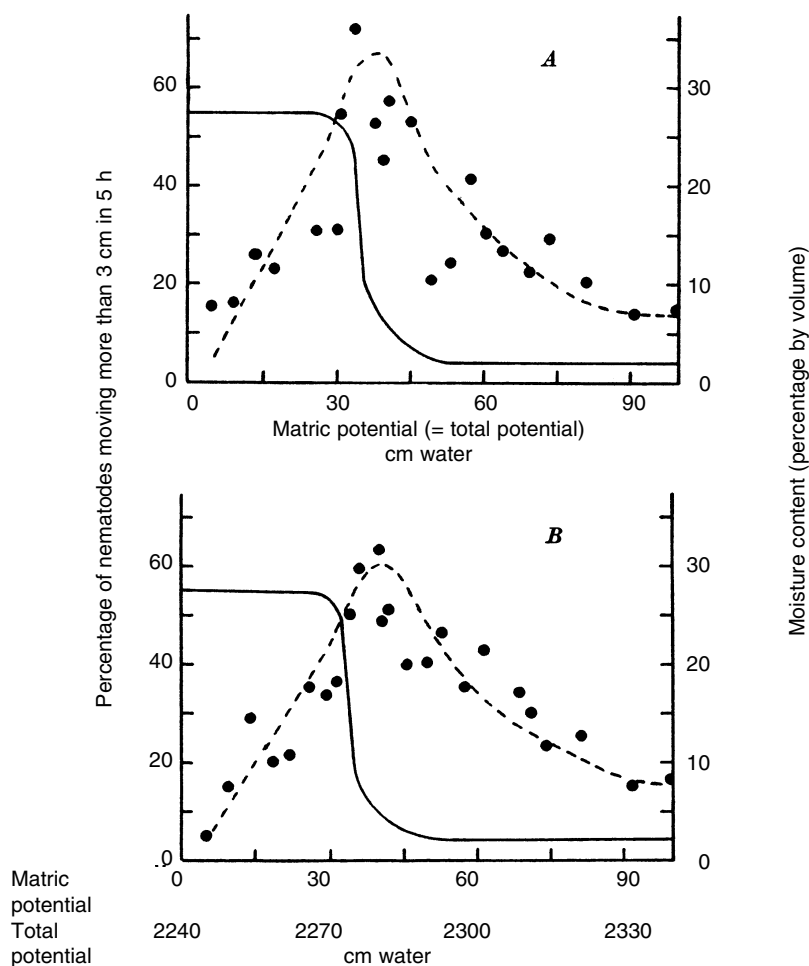 Percentage of nematodes moving more than 3 cm in 5 h
Moisture content (percentage by volume)
A
60
40
20
0
30
20
10
0
0 30 60 90
Matric potential (= total potential)
cm water
B
60
40
20
0
30
20
10
0
Matric
potential
0 30 60 90
Total
potential
2240 2270 2300 2330
cm water